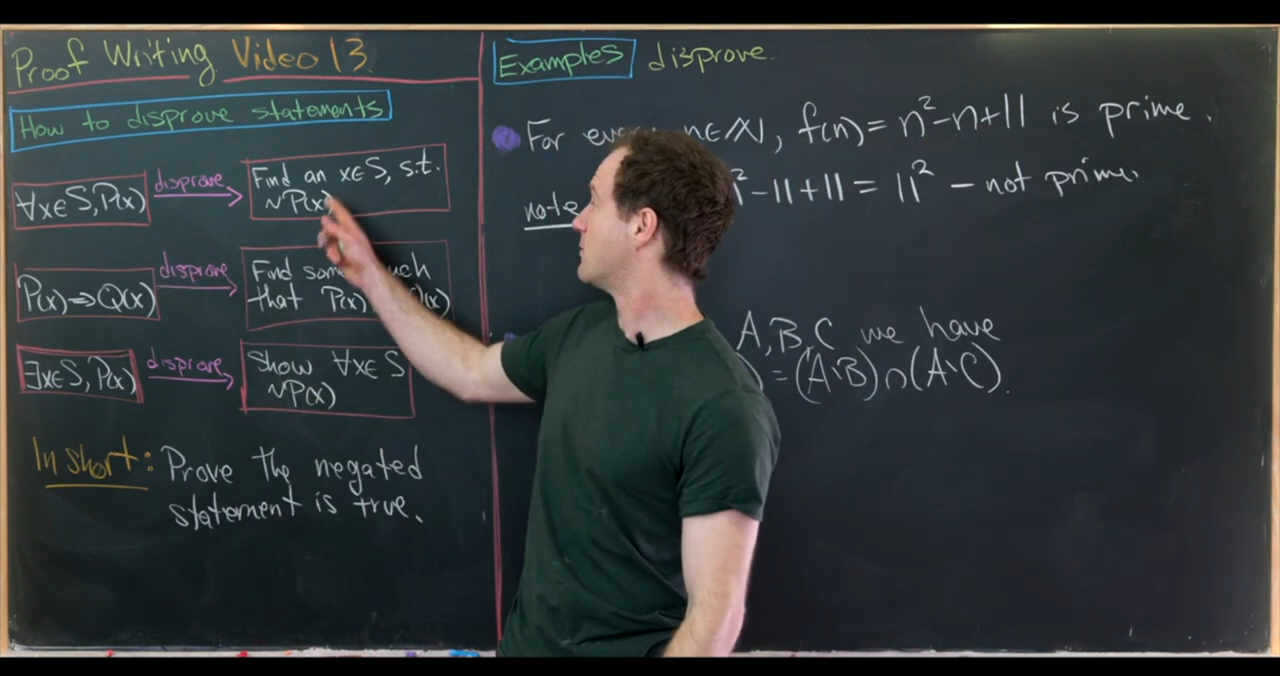 Proof Writing Video 13
How to disprove statements
∀x∈S, P(x) disprove Find an x∈S, s.t.
~P(x)
P(x)⇒Q(x) disprove Find some such
that P(x)
∃x∈S, P(x) disprove Show ∀x∈S
~P(x)
In short: Prove the negated
statement is true.
Examples disprove.
For every n∈ℕ, f(n) = n²-n+11 is prime.
note ² -11+11 = 11² - not prime.
A,B,C we have
= (A\B)∩(A\C).